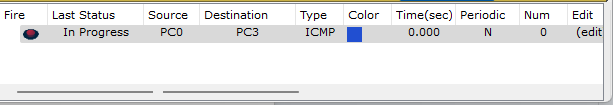 Fire Last Status Source Destination Type Color Time(sec) Periodic Num Edit
In Progress PC0 PC3 ICMP 0.000 N 0 (edit